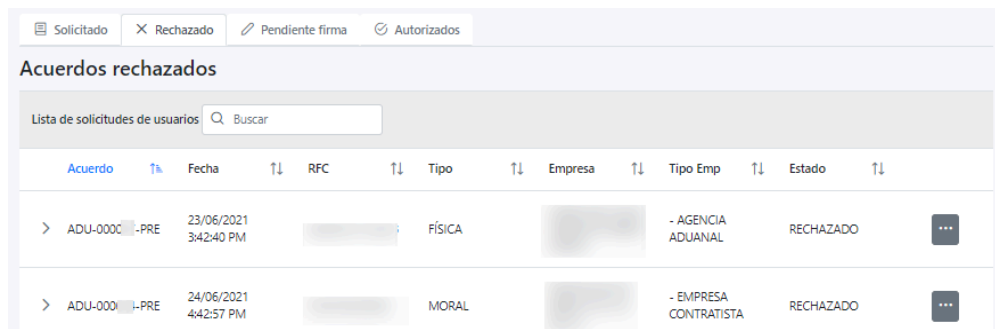 Solicitado Rechazado Pendiente firma Autorizados
Acuerdos rechazados
Lista de solicitudes de usuarios Buscar
Acuerdo Fecha RFC Tipo Empresa Tipo Emp Estado
23/06/2021
3:42:40 PM
FÍSICA
- AGENCIA
ADUANAL
RECHAZADO
24/06/2021
4:42:57 PM
MORAL
- EMPRESA
CONTRATISTA
RECHAZADO